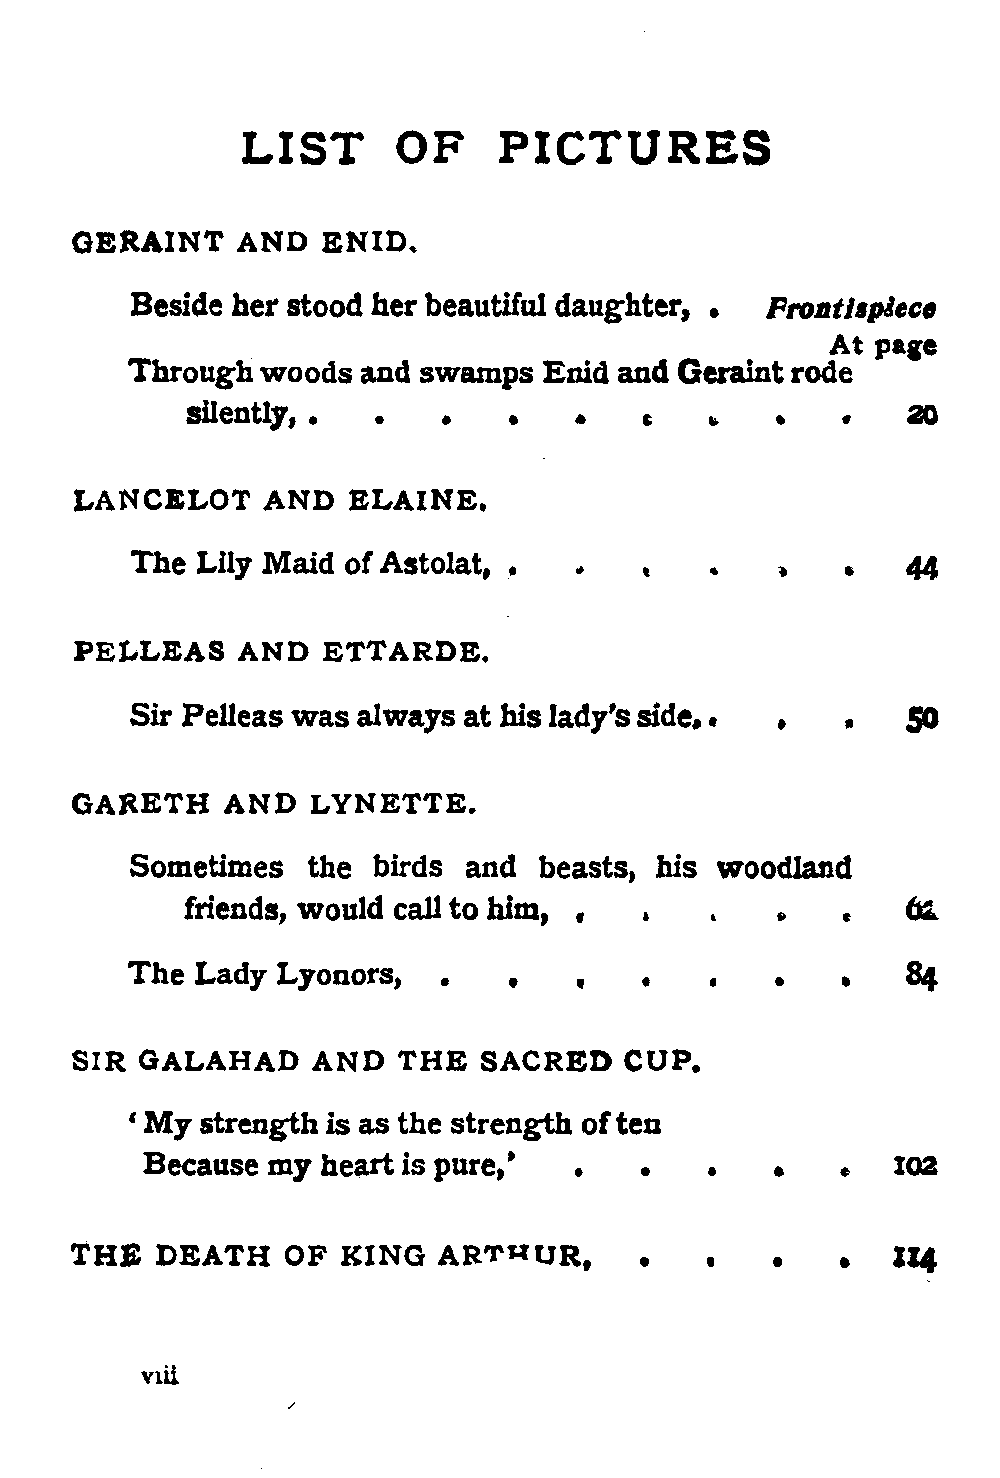 LIST OF PICTURES
GERAINT AND ENID.
Beside her stood her beautiful daughter, . Frontispiece
At page
Through woods and swamps Enid and Geraint rode
silently, . . . . . . . . . 20
LANCELOT AND ELAINE.
The Lily Maid of Astolat, . . . . . . 44
PELLEAS AND ETTARDE.
Sir Pelleas was always at his lady's side, . . . 50
GARETH AND LYNETTE.
Sometimes the birds and beasts, his woodland
friends, would call to him, . . . . . 62
The Lady Lyonors, . . . . . . . 84
SIR GALAHAD AND THE SACRED CUP.
'My strength is as the strength of ten
Because my heart is pure,' . . . . . 102
THE DEATH OF KING ARTHUR, . . . . 114
viii